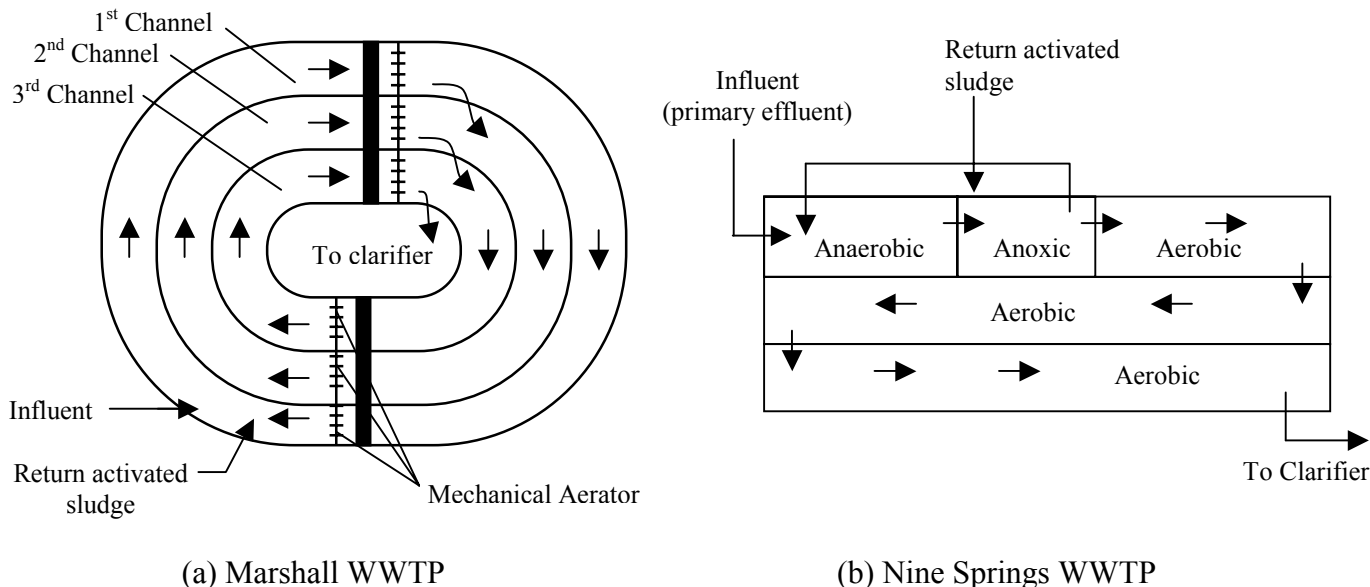 1st Channel
2nd Channel
3rd Channel
To clarifier
Influent
Return activated
sludge
Mechanical Aerator
(a) Marshall WWTP
Return activated
sludge
Influent
(primary effluent)
Anaerobic
Anoxic
Aerobic
Aerobic
Aerobic
To Clarifier
(b) Nine Springs WWTP